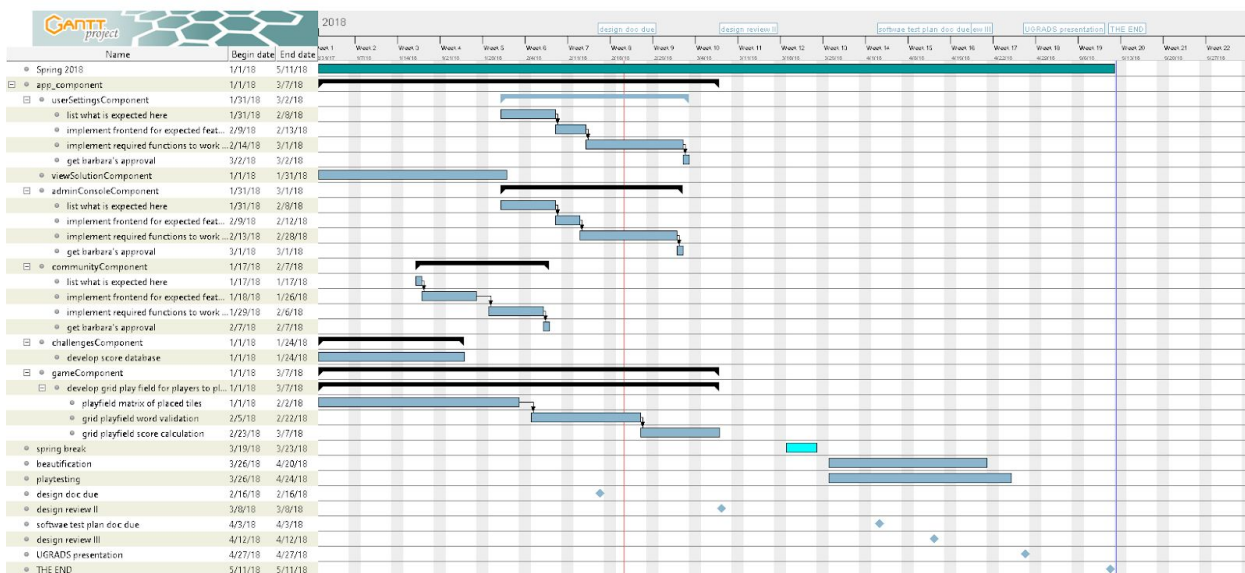 GANTT project
2018
design doc due
design review II
softwae test plan doc due
ew III
UGRADS presentation
THE END
Name Begin date End date
Week 1 Week 2 Week 3 Week 4 Week 5 Week 6 Week 7 Week 8 Week 9 Week 10 Week 11 Week 12 Week 13 Week 14 Week 15 Week 16 Week 17 Week 18 Week 19 Week 20 Week 21 Week 22
Spring 2018 1/1/18 5/11/18
app_component 1/1/18 3/7/18
userSettingsComponent 1/31/18 3/2/18
list what is expected here 1/31/18 2/8/18
implement frontend for expected feat... 2/9/18 2/13/18
implement required functions to work ... 2/14/18 3/1/18
get barbara's approval 3/2/18 3/2/18
viewSolutionComponent 1/1/18 1/31/18
adminConsoleComponent 1/31/18 3/1/18
list what is expected here 1/31/18 2/8/18
implement frontend for expected feat... 2/9/18 2/12/18
implement required functions to work ... 2/13/18 2/28/18
get barbara's approval 3/1/18 3/1/18
communityComponent 1/17/18 2/7/18
list what is expected here 1/17/18 1/17/18
implement frontend for expected feat... 1/18/18 1/26/18
implement required functions to work ... 1/29/18 2/6/18
get barbara's approval 2/7/18 2/7/18
challengesComponent 1/1/18 1/24/18
develop score database 1/1/18 1/24/18
gameComponent 1/1/18 3/7/18
develop grid play field for players to pl... 1/1/18 3/7/18
playfield matrix of placed tiles 1/1/18 2/2/18
grid playfield word validation 2/5/18 2/22/18
grid playfield score calculation 2/23/18 3/7/18
spring break 3/19/18 3/23/18
beautification 3/26/18 4/20/18
playtesting 3/26/18 4/24/18
design doc due 2/16/18 2/16/18
design review II 3/8/18 3/8/18
softwae test plan doc due 4/3/18 4/3/18
design review III 4/12/18 4/12/18
UGRADS presentation 4/27/18 4/27/18
THE END 5/11/18 5/11/18